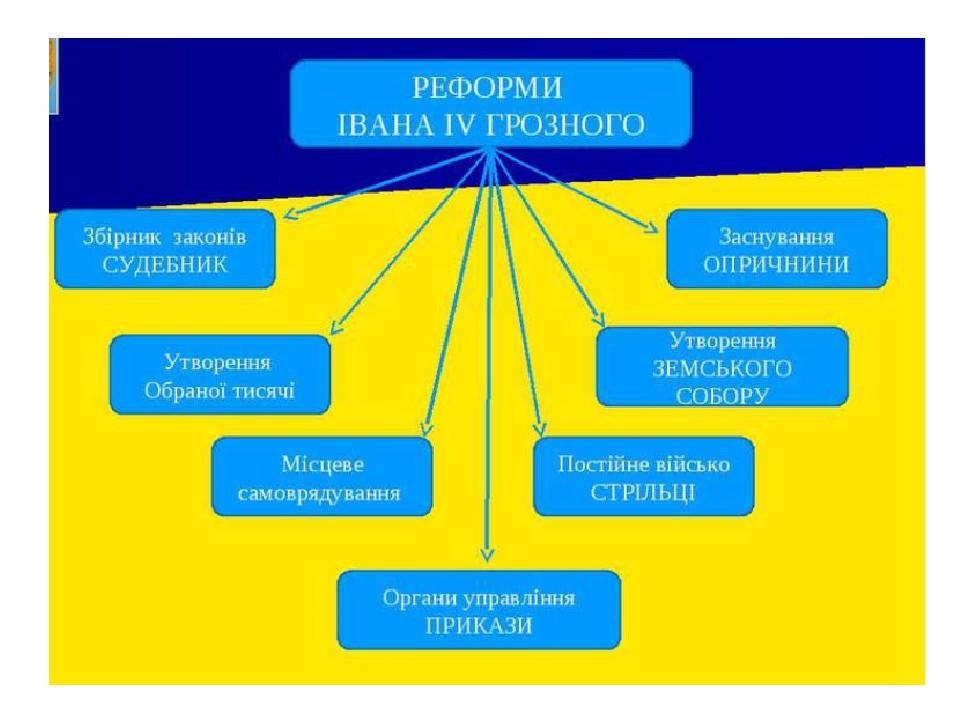 РЕФОРМИ
ІВАНА IV ГРОЗНОГО
Збірник законів
СУДЕБНИК
Заснування
ОПРИЧНИНИ
Утворення
Обраної тисячі
Утворення
ЗЕМСЬКОГО
СОБОРУ
Місцеве
самоврядування
Постійне військо
СТРІЛЬЦІ
Органи управління
ПРИКАЗИ